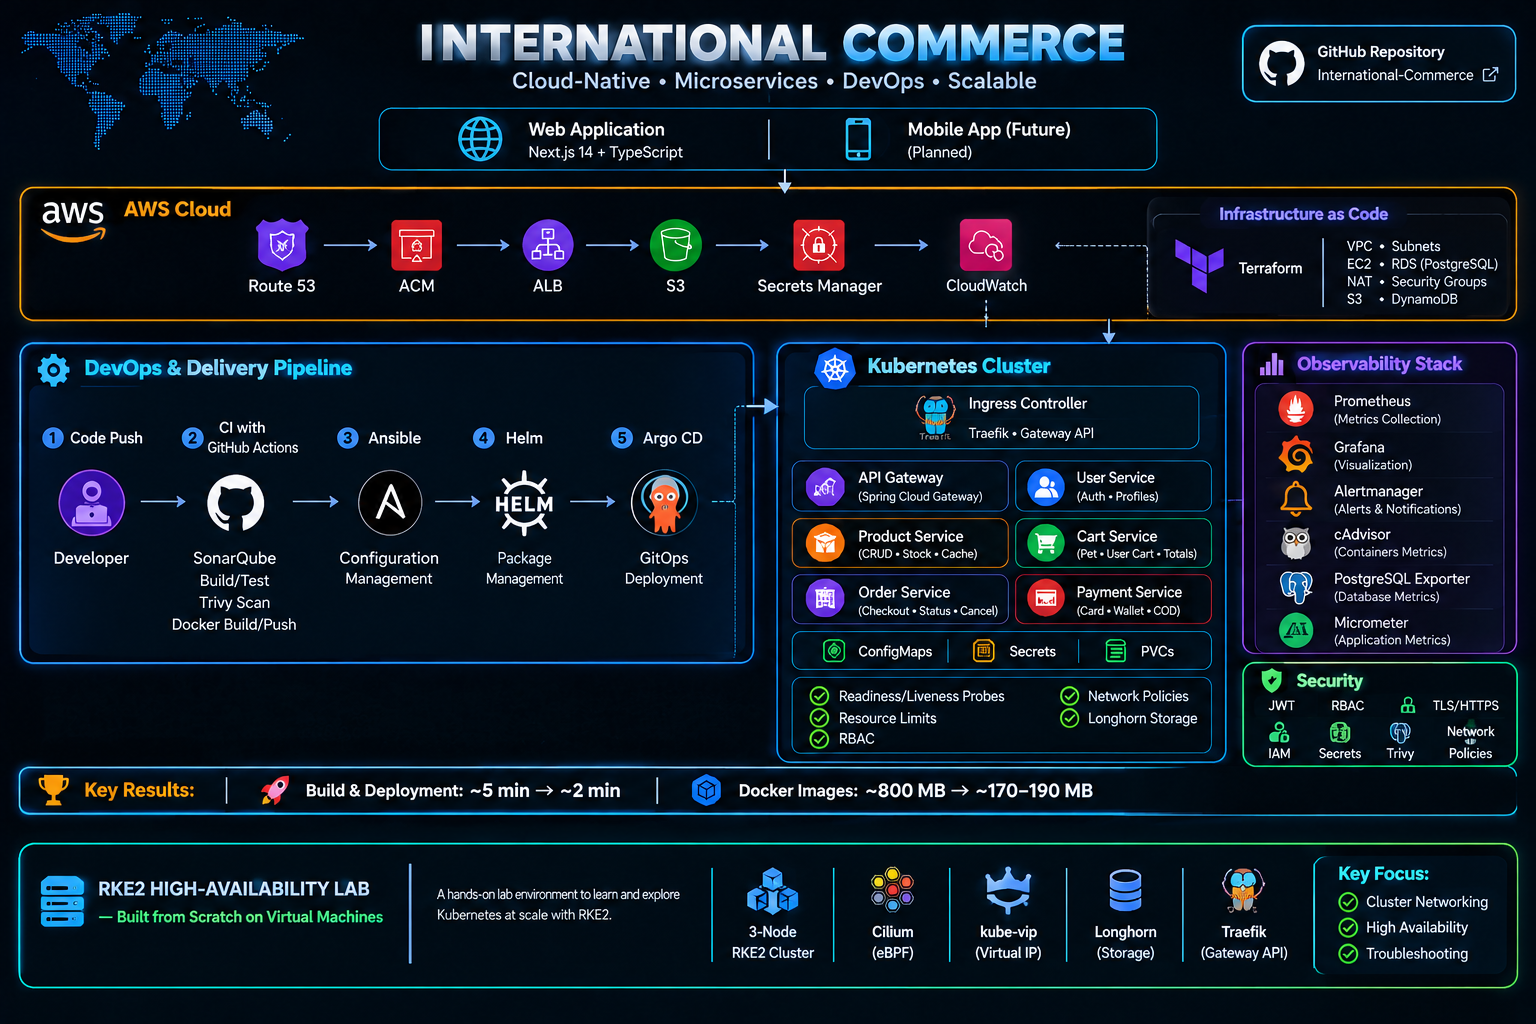 INTERNATIONAL COMMERCE
Cloud-Native • Microservices • DevOps • Scalable
GitHub Repository
International-Commerce
Web Application
Next.js 14 + TypeScript
Mobile App (Future)
(Planned)
aws
AWS Cloud
Route 53
ACM
ALB
S3
Secrets Manager
CloudWatch
Infrastructure as Code
Terraform
VPC • Subnets
EC2 • RDS (PostgreSQL)
NAT • Security Groups
S3 • DynamoDB
DevOps & Delivery Pipeline
1 Code Push
Developer
2 CI with
GitHub Actions
SonarQube
Build/Test
Trivy Scan
Docker Build/Push
3 Ansible
Configuration
Management
4 Helm
HELM
Package
Management
5 Argo CD
GitOps
Deployment
Kubernetes Cluster
Ingress Controller
Traefik • Gateway API
API Gateway
(Spring Cloud Gateway)
User Service
(Auth • Profiles)
Product Service
(CRUD • Stock • Cache)
Cart Service
(Pet • User Cart • Totals)
Order Service
(Checkout • Status • Cancel)
Payment Service
(Card • Wallet • COD)
ConfigMaps
Secrets
PVCs
Readiness/Liveness Probes
Resource Limits
RBAC
Network Policies
Longhorn Storage
Observability Stack
Prometheus
(Metrics Collection)
Grafana
(Visualization)
Alertmanager
(Alerts & Notifications)
cAdvisor
(Containers Metrics)
PostgreSQL Exporter
(Database Metrics)
Micrometer
(Application Metrics)
Security
JWT
RBAC
TLS/HTTPS
IAM
Secrets
Trivy
Network
Policies
Key Results:
Build & Deployment: ~5 min → ~2 min
Docker Images: ~800 MB → ~170–190 MB
RKE2 HIGH-AVAILABILITY LAB
— Built from Scratch on Virtual Machines
A hands-on lab environment to learn and explore
Kubernetes at scale with RKE2.
3-Node
RKE2 Cluster
Cilium
(eBPF)
kube-vip
(Virtual IP)
Longhorn
(Storage)
Traefik
(Gateway API)
Key Focus:
Cluster Networking
High Availability
Troubleshooting